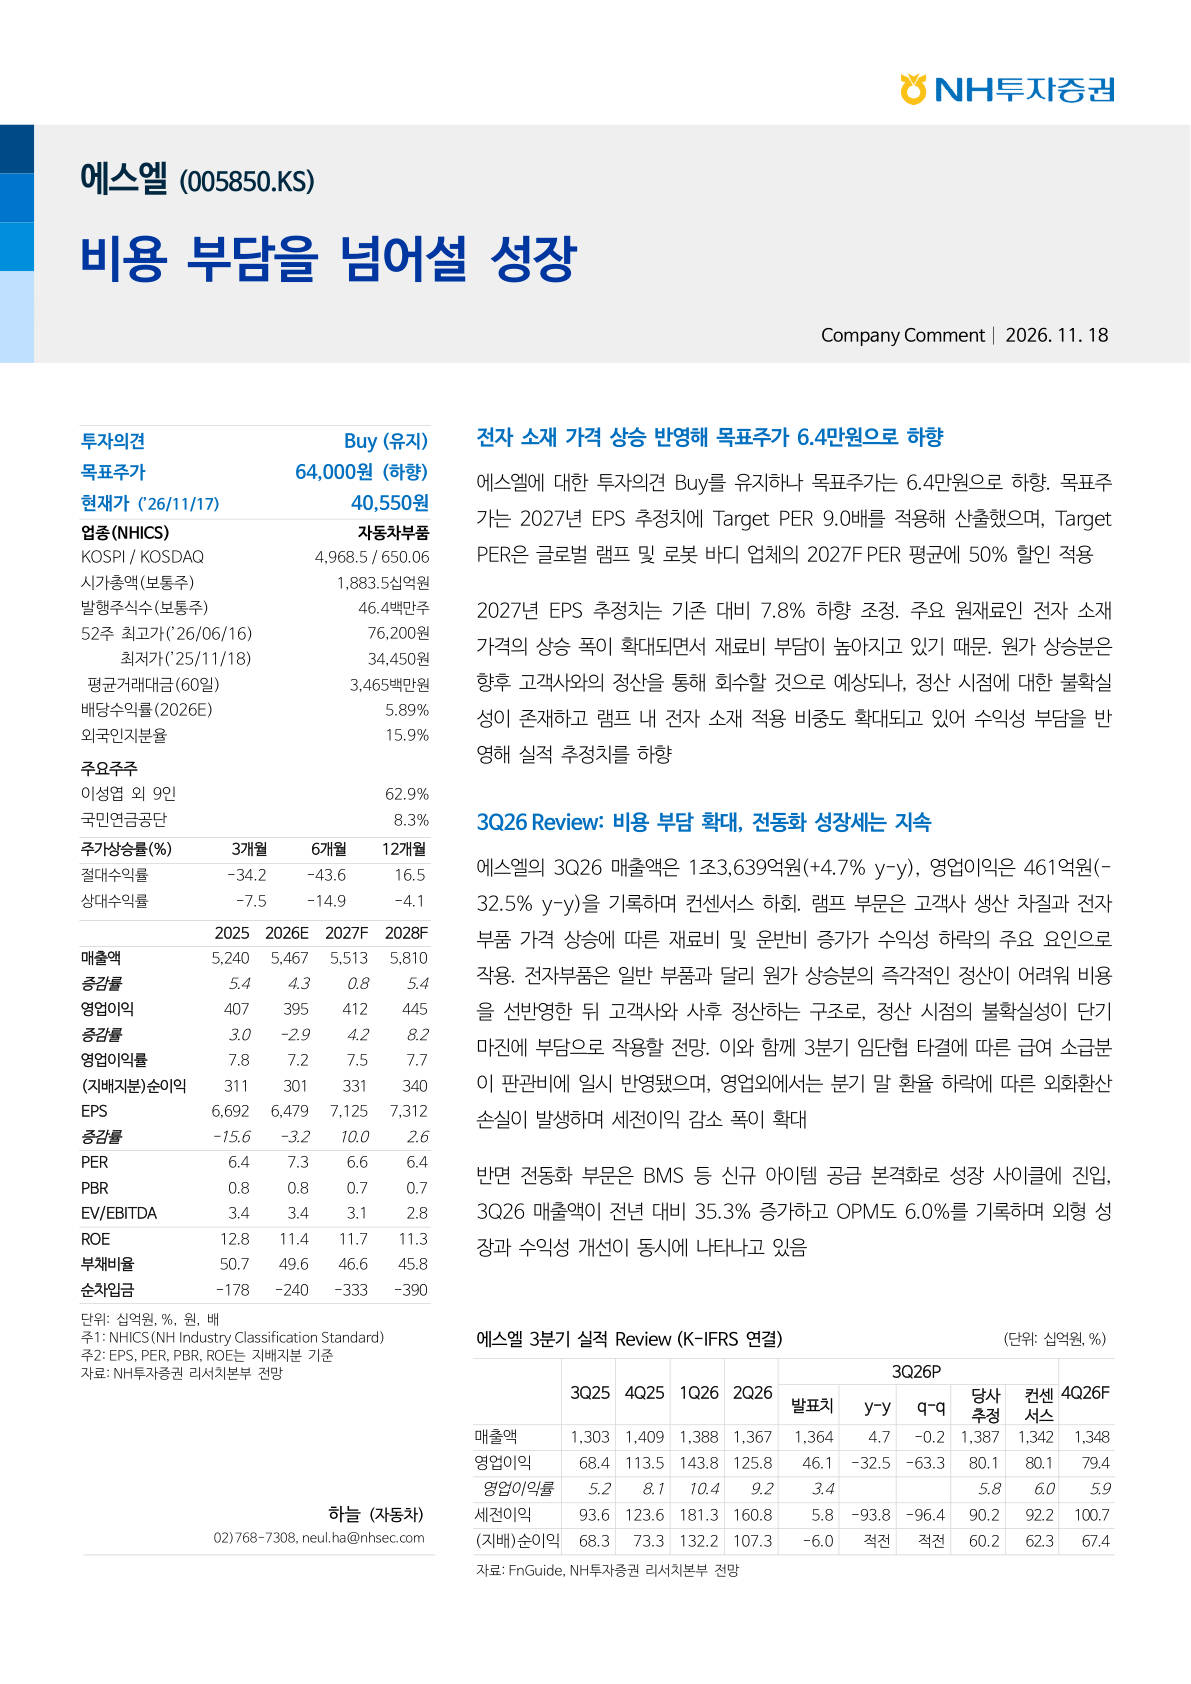 NH투자증권
에스엘 (005850.KS)
비용 부담을 넘어설 성장
Company Comment | 2026. 11. 18
투자의견 Buy (유지)
목표주가 64,000원 (하향)
현재가 ('26/11/17) 40,550원
업종(NHICS) 자동차부품
KOSPI / KOSDAQ 4,968.5 / 650.06
시가총액(보통주) 1,883.5십억원
발행주식수(보통주) 46.4백만주
52주 최고가('26/06/16) 76,200원
최저가('25/11/18) 34,450원
평균거래대금(60일) 3,465백만원
배당수익률(2026E) 5.89%
외국인지분율 15.9%
주요주주
이성엽 외 9인 62.9%
국민연금공단 8.3%
주가상승률(%) 3개월 6개월 12개월
절대수익률 -34.2 -43.6 16.5
상대수익률 -7.5 -14.9 -4.1
2025 2026E 2027F 2028F
매출액 5,240 5,467 5,513 5,810
증감률 5.4 4.3 0.8 5.4
영업이익 407 395 412 445
증감률 3.0 -2.9 4.2 8.2
영업이익률 7.8 7.2 7.5 7.7
(지배지분)순이익 311 301 331 340
EPS 6,692 6,479 7,125 7,312
증감률 -15.6 -3.2 10.0 2.6
PER 6.4 7.3 6.6 6.4
PBR 0.8 0.8 0.7 0.7
EV/EBITDA 3.4 3.4 3.1 2.8
ROE 12.8 11.4 11.7 11.3
부채비율 50.7 49.6 46.6 45.8
순차입금 -178 -240 -333 -390
단위: 십억원, %, 원, 배
주1: NHICS(NH Industry Classification Standard)
주2: EPS, PER, PBR, ROE는 지배지분 기준
자료: NH투자증권 리서치본부 전망
하늘 (자동차)
02)768-7308, neul.ha@nhsec.com
전자 소재 가격 상승 반영해 목표주가 6.4만원으로 하향
에스엘에 대한 투자의견 Buy를 유지하나 목표주가는 6.4만원으로 하향. 목표주
가는 2027년 EPS 추정치에 Target PER 9.0배를 적용해 산출했으며, Target
PER은 글로벌 램프 및 로봇 바디 업체의 2027F PER 평균에 50% 할인 적용
2027년 EPS 추정치는 기존 대비 7.8% 하향 조정. 주요 원재료인 전자 소재
가격의 상승 폭이 확대되면서 재료비 부담이 높아지고 있기 때문. 원가 상승분은
향후 고객사와의 정산을 통해 회수할 것으로 예상되나, 정산 시점에 대한 불확실
성이 존재하고 램프 내 전자 소재 적용 비중도 확대되고 있어 수익성 부담을 반
영해 실적 추정치를 하향
3Q26 Review: 비용 부담 확대, 전동화 성장세는 지속
에스엘의 3Q26 매출액은 1조3,639억원(+4.7% y-y), 영업이익은 461억원(-
32.5% y-y)을 기록하며 컨센서스 하회. 램프 부문은 고객사 생산 차질과 전자
부품 가격 상승에 따른 재료비 및 운반비 증가가 수익성 하락의 주요 요인으로
작용. 전자부품은 일반 부품과 달리 원가 상승분의 즉각적인 정산이 어려워 비용
을 선반영한 뒤 고객사와 사후 정산하는 구조로, 정산 시점의 불확실성이 단기
마진에 부담으로 작용할 전망. 이와 함께 3분기 임단협 타결에 따른 급여 소급분
이 판관비에 일시 반영됐으며, 영업외에서는 분기 말 환율 하락에 따른 외화환산
손실이 발생하며 세전이익 감소 폭이 확대
반면 전동화 부문은 BMS 등 신규 아이템 공급 본격화로 성장 사이클에 진입,
3Q26 매출액이 전년 대비 35.3% 증가하고 OPM도 6.0%를 기록하며 외형 성
장과 수익성 개선이 동시에 나타나고 있음
에스엘 3분기 실적 Review (K-IFRS 연결) (단위: 십억원, %)
3Q26P
3Q25 4Q25 1Q26 2Q26 발표치 y-y q-q 당사 추정 컨센 서스 4Q26F
매출액 1,303 1,409 1,388 1,367 1,364 4.7 -0.2 1,387 1,342 1,348
영업이익 68.4 113.5 143.8 125.8 46.1 -32.5 -63.3 80.1 80.1 79.4
영업이익률 5.2 8.1 10.4 9.2 3.4 5.8 6.0 5.9
세전이익 93.6 123.6 181.3 160.8 5.8 -93.8 -96.4 90.2 92.2 100.7
(지배)순이익 68.3 73.3 132.2 107.3 -6.0 적전 적전 60.2 62.3 67.4
자료: FnGuide, NH투자증권 리서치본부 전망